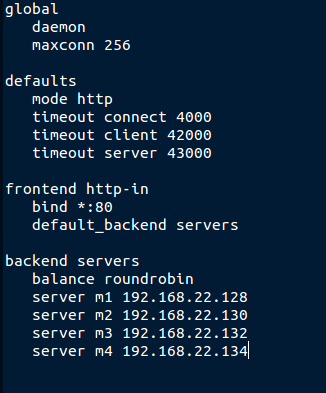 global
daemon
maxconn 256
defaults
mode http
timeout connect 4000
timeout client 42000
timeout server 43000
frontend http-in
bind *:80
default_backend servers
backend servers
balance roundrobin
server m1 192.168.22.128
server m2 192.168.22.130
server m3 192.168.22.132
server m4 192.168.22.134